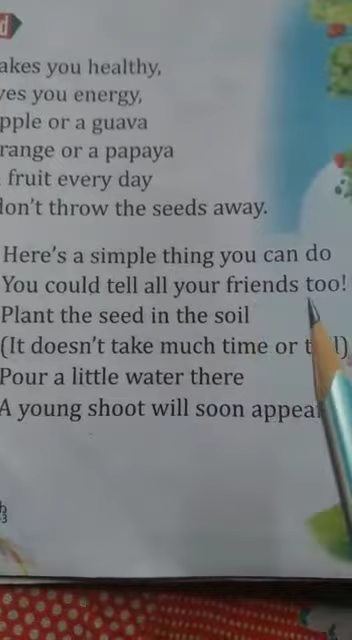 d
akes you healthy,
ves you energy,
pple or a guava
range or a papaya
fruit every day
don't throw the seeds away.
Here's a simple thing you can do
You could tell all your friends too!
Plant the seed in the soil
(It doesn't take much time or t l)
Pour a little water there
A young shoot will soon appea